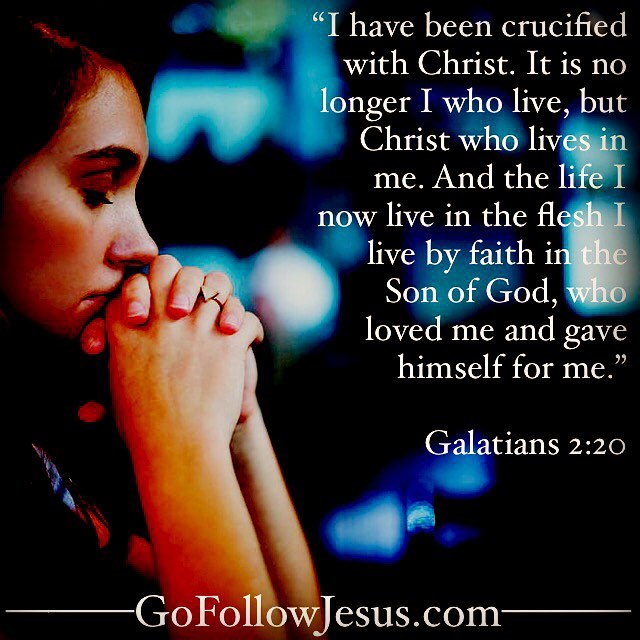 “I have been crucified
with Christ. It is no
longer I who live, but
Christ who lives in
me. And the life I
now live in the flesh I
live by faith in the
Son of God, who
loved me and gave
himself for me.”
Galatians 2:20
GoFollowJesus.com